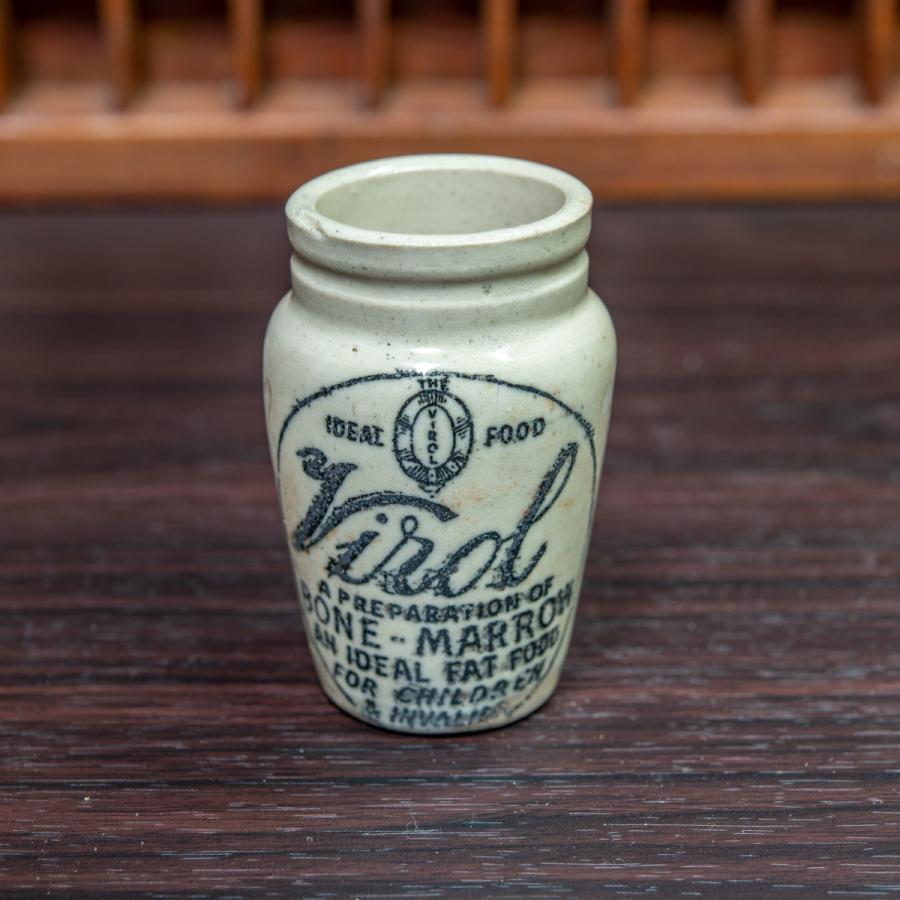 THE
IDEAL VIROL FOOD
Virol
A PREPARATION OF
BONE-MARROW
AN IDEAL FAT FOOD
FOR CHILDREN
& INVALIDS